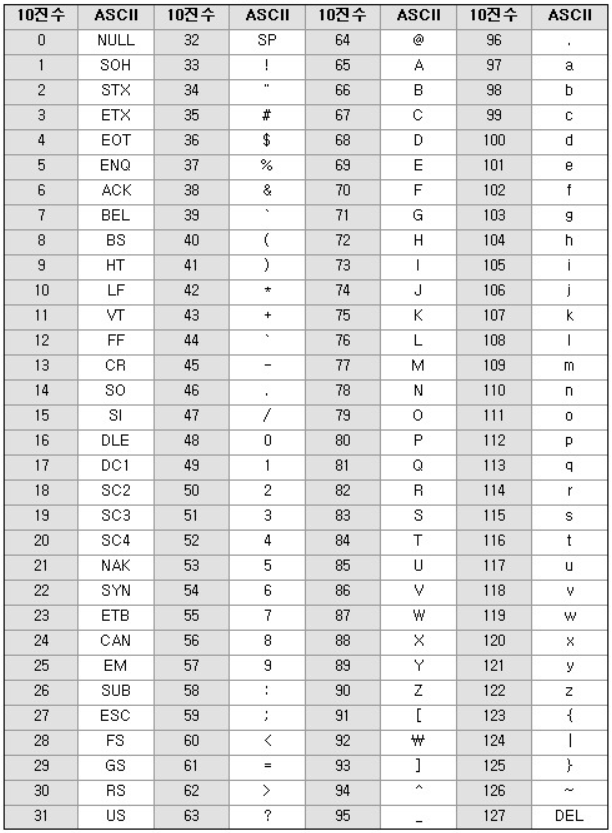 10진수 ASCII 10진수 ASCII 10진수 ASCII 10진수 ASCII
0 NULL 32 SP 64 @ 96 .
1 SOH 33 ! 65 A 97 a
2 STX 34 " 66 B 98 b
3 ETX 35 # 67 C 99 c
4 EOT 36 $ 68 D 100 d
5 ENQ 37 % 69 E 101 e
6 ACK 38 & 70 F 102 f
7 BEL 39 ` 71 G 103 g
8 BS 40 ( 72 H 104 h
9 HT 41 ) 73 I 105 i
10 LF 42 * 74 J 106 j
11 VT 43 + 75 K 107 k
12 FF 44 ` 76 L 108 l
13 CR 45 - 77 M 109 m
14 SO 46 . 78 N 110 n
15 SI 47 / 79 O 111 o
16 DLE 48 0 80 P 112 p
17 DC1 49 1 81 Q 113 q
18 SC2 50 2 82 R 114 r
19 SC3 51 3 83 S 115 s
20 SC4 52 4 84 T 116 t
21 NAK 53 5 85 U 117 u
22 SYN 54 6 86 V 118 v
23 ETB 55 7 87 W 119 w
24 CAN 56 8 88 X 120 x
25 EM 57 9 89 Y 121 y
26 SUB 58 : 90 Z 122 z
27 ESC 59 ; 91 [ 123 {
28 FS 60 < 92 ₩ 124 |
29 GS 61 = 93 ] 125 }
30 RS 62 > 94 ^ 126 ~
31 US 63 ? 95 _ 127 DEL